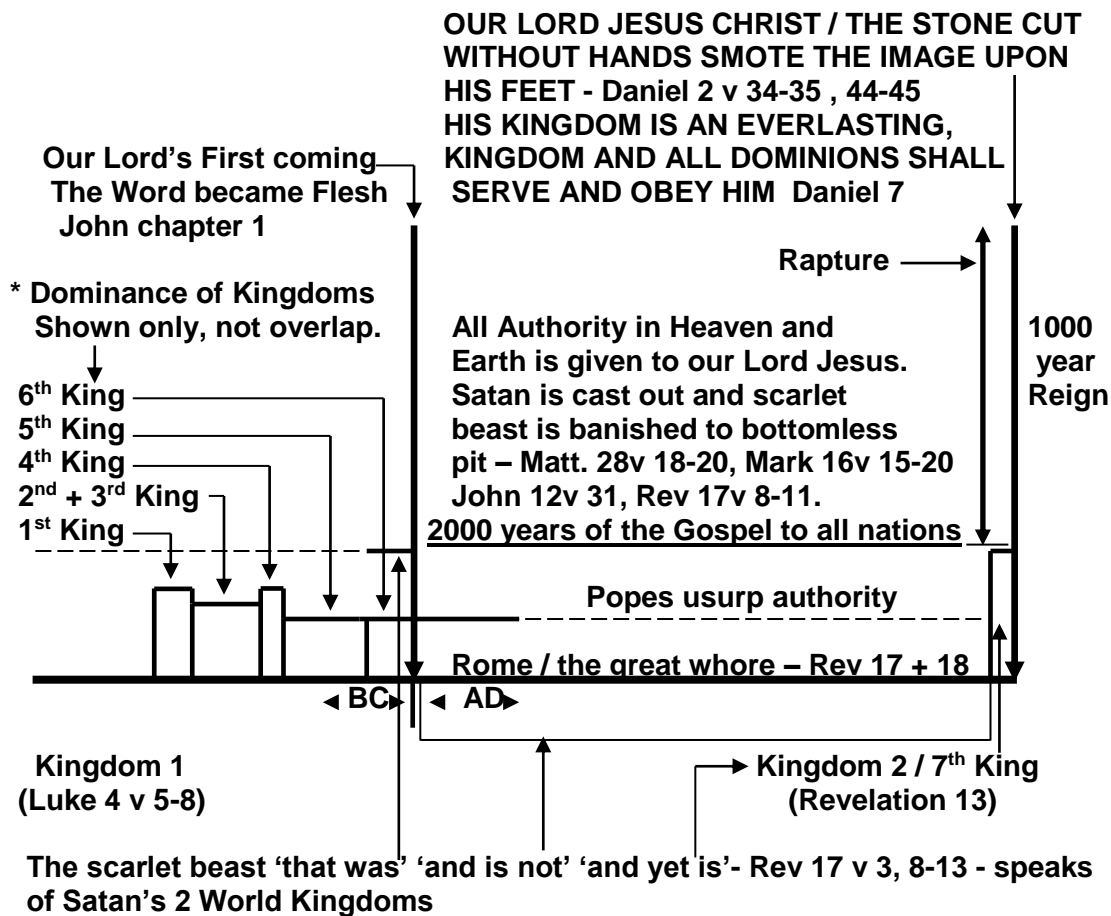 OUR LORD JESUS CHRIST / THE STONE CUT
WITHOUT HANDS SMOTE THE IMAGE UPON
HIS FEET - Daniel 2 v 34-35 , 44-45
HIS KINGDOM IS AN EVERLASTING,
KINGDOM AND ALL DOMINIONS SHALL
SERVE AND OBEY HIM Daniel 7
Our Lord's First coming
The Word became Flesh
John chapter 1
Rapture
* Dominance of Kingdoms
Shown only, not overlap.
All Authority in Heaven and
Earth is given to our Lord Jesus.
Satan is cast out and scarlet
beast is banished to bottomless
pit – Matt. 28v 18-20, Mark 16v 15-20
John 12v 31, Rev 17v 8-11.
2000 years of the Gospel to all nations
1000
year
Reign
6th King
5th King
4th King
2nd + 3rd King
1st King
Popes usurp authority
Rome / the great whore – Rev 17 + 18
BC AD
Kingdom 1
(Luke 4 v 5-8)
Kingdom 2 / 7th King
(Revelation 13)
The scarlet beast 'that was' 'and is not' 'and yet is'- Rev 17 v 3, 8-13 - speaks
of Satan's 2 World Kingdoms